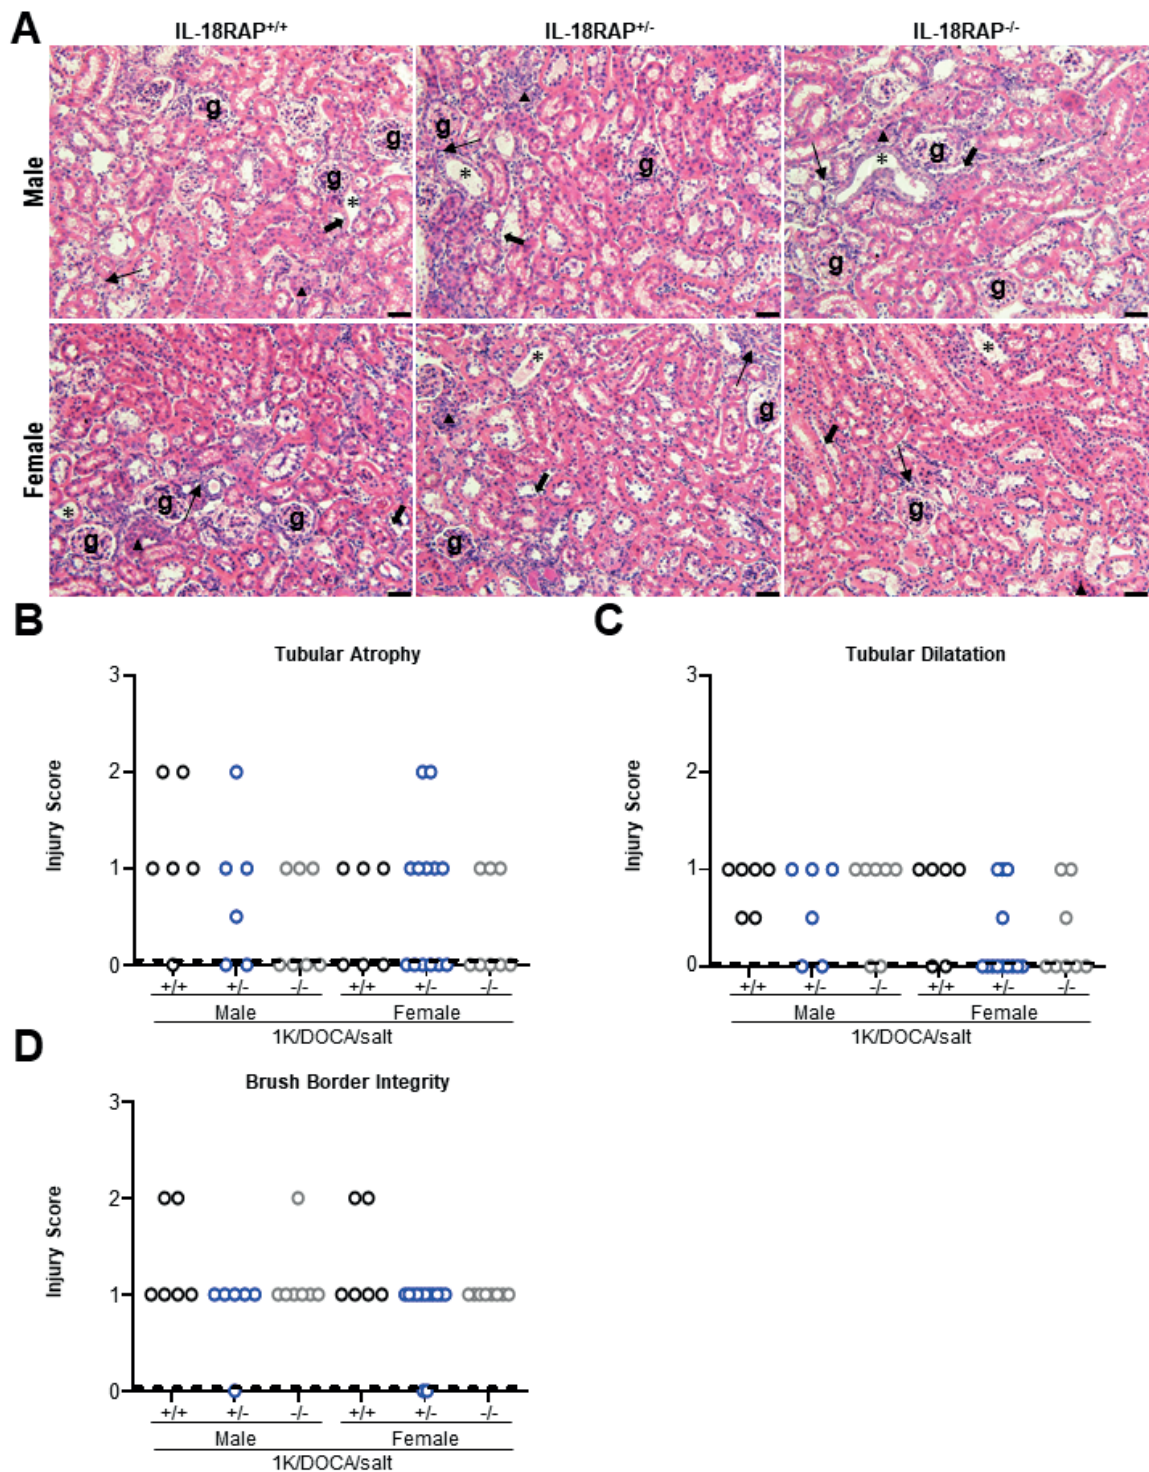 A
IL-18RAP+/+ IL-18RAP+/- IL-18RAP-/-
Male
g g g *
g g * 
g g g *
Female
g g g *
g g *
g *
B
Tubular Atrophy
Injury Score
3
2
1
0
+/+ +/- -/- +/+ +/- -/-
Male Female
1K/DOCA/salt
C
Tubular Dilatation
Injury Score
3
2
1
0
+/+ +/- -/- +/+ +/- -/-
Male Female
1K/DOCA/salt
D
Brush Border Integrity
Injury Score
3
2
1
0
+/+ +/- -/- +/+ +/- -/-
Male Female
1K/DOCA/salt